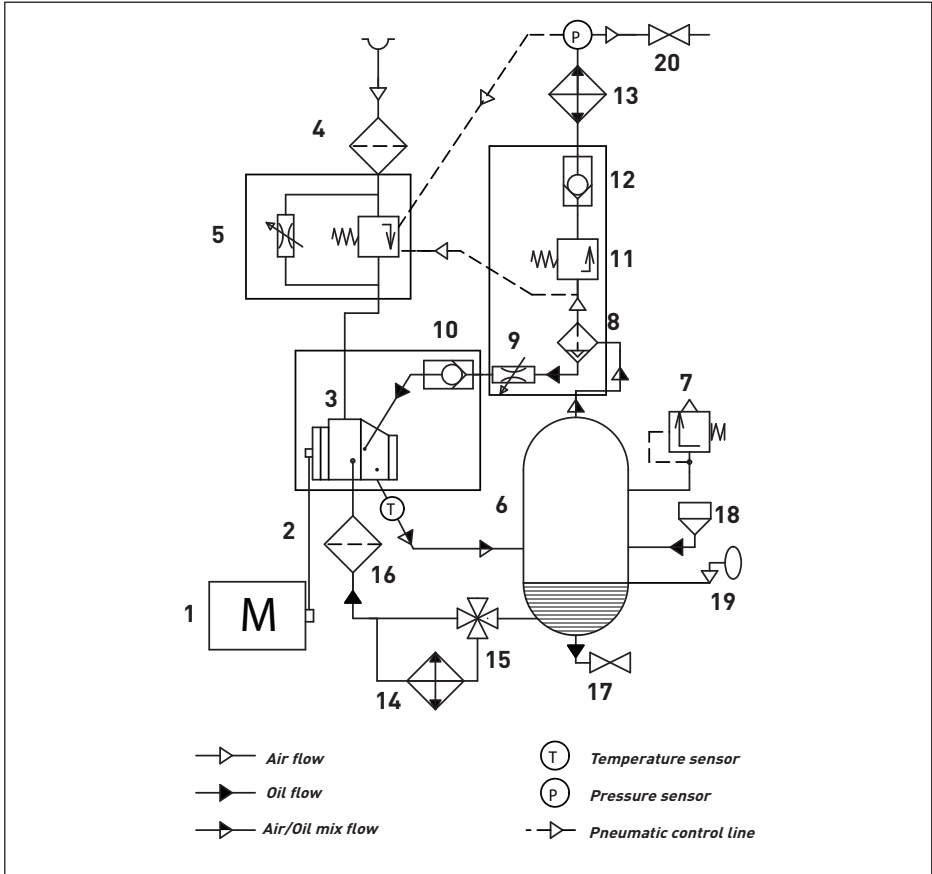 P
20
13
4
12
5
11
8
10
9
7
3
6
18
T
2
16
19
1
M
15
14
17
Air flow
T
Temperature sensor
Oil flow
P
Pressure sensor
Air/Oil mix flow
Pneumatic control line